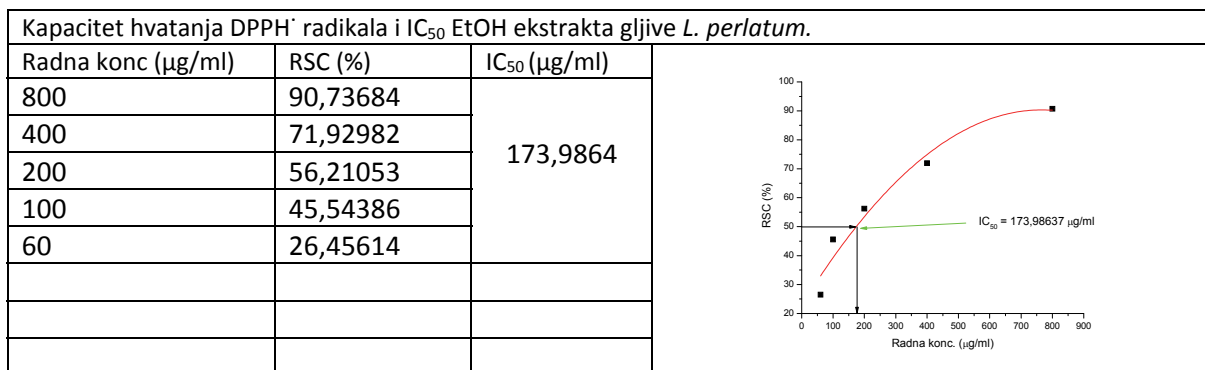 Kapacitet hvatanja DPPH˙ radikala i IC₅₀ EtOH ekstrakta gljive L. perlatum.
Radna konc (µg/ml) RSC (%) IC₅₀ (µg/ml)
800 90,73684
400 71,92982
173,9864
200 56,21053
100 45,54386
60 26,45614
100
90
80
70
60
50
40
30
20
RSC (%)
IC₅₀ = 173,98637 µg/ml
0 100 200 300 400 500 600 700 800 900
Radna konc. (µg/ml)